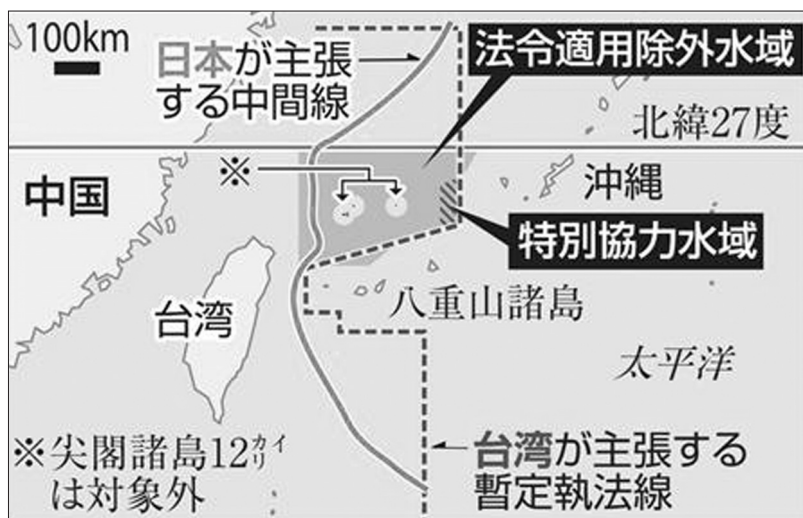 100km
日本が主張
する中間線
法令適用除外水域
北緯27度
※
中国
沖縄
特別協力水域
台湾
八重山諸島
太平洋
※尖閣諸島12カイリ
は対象外
台湾が主張する
暫定執法線